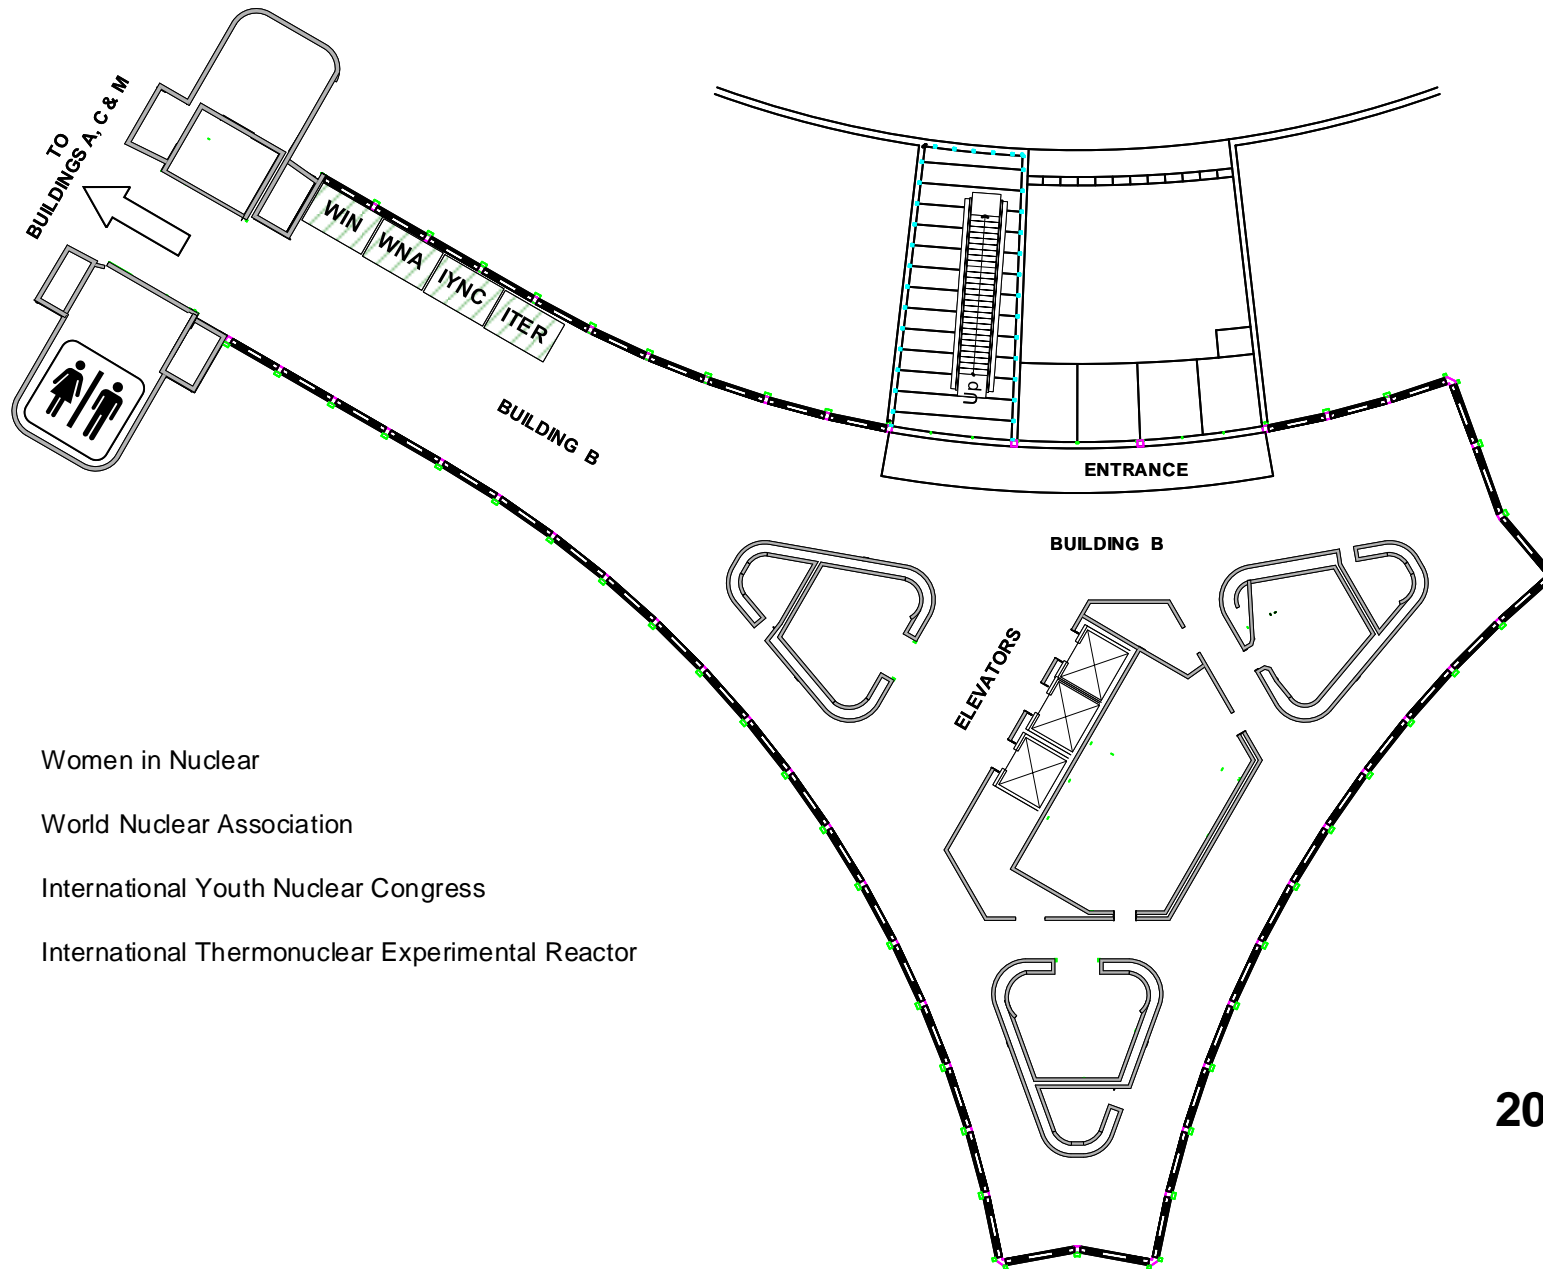 TO
BUILDINGS A, C & M
WIN
WNA
IYNC
ITER
BUILDING B
Up
ENTRANCE
BUILDING B
ELEVATORS
Women in Nuclear
World Nuclear Association
International Youth Nuclear Congress
International Thermonuclear Experimental Reactor
20